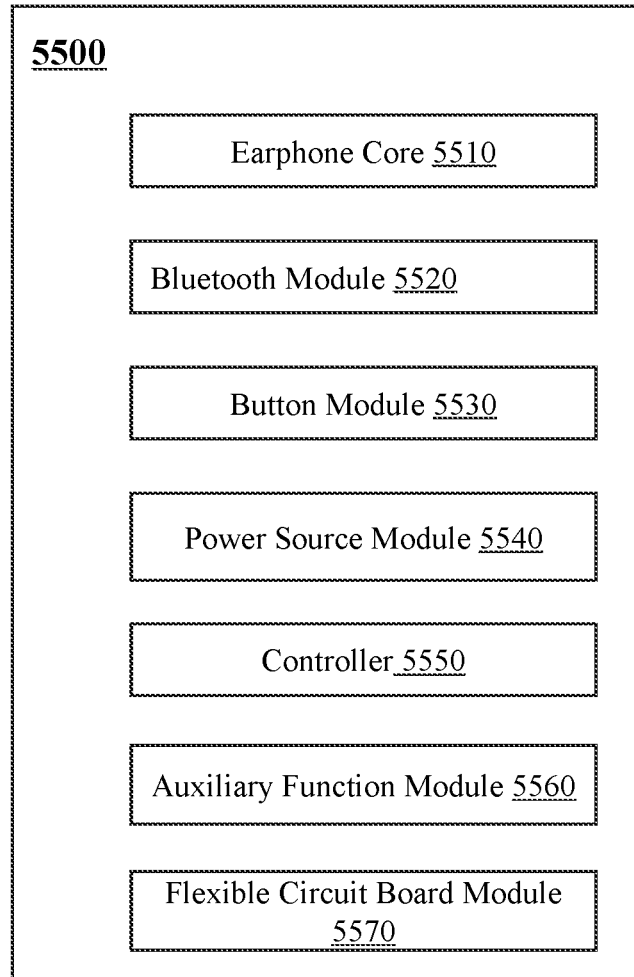 5500
Earphone Core 5510
Bluetooth Module 5520
Button Module 5530
Power Source Module 5540
Controller 5550
Auxiliary Function Module 5560
Flexible Circuit Board Module
5570